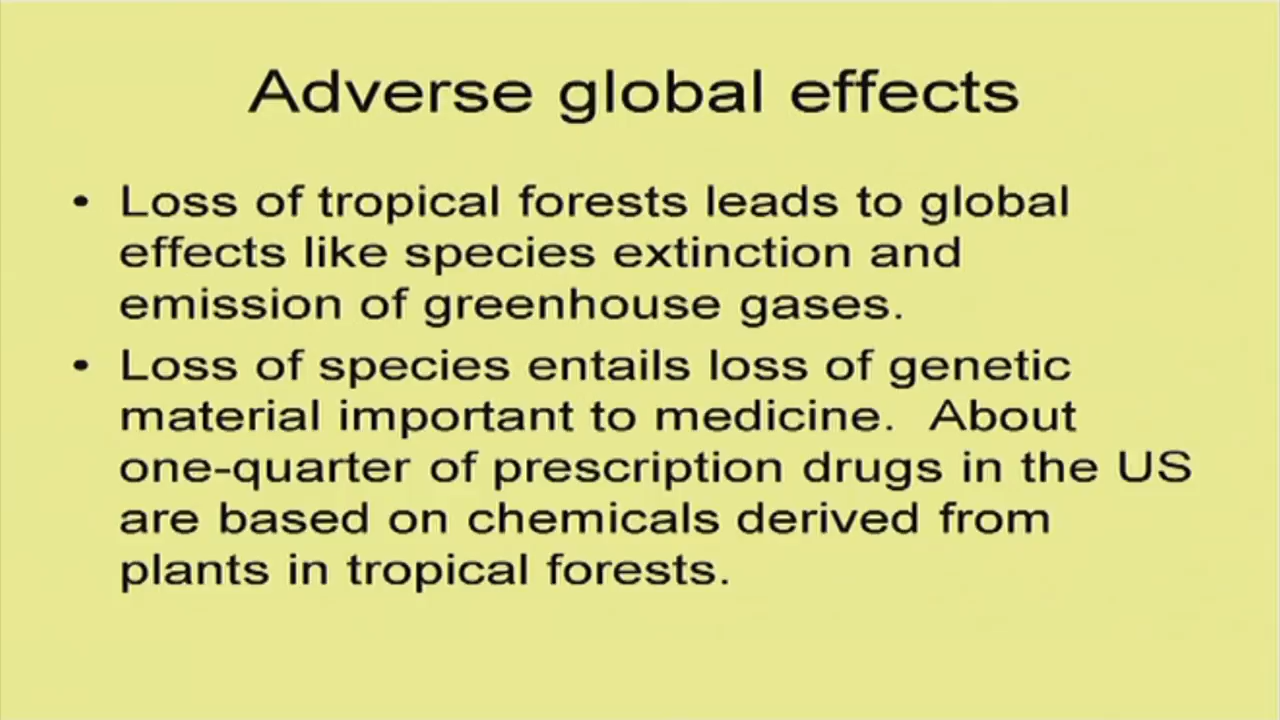 Adverse global effects
• Loss of tropical forests leads to global
effects like species extinction and
emission of greenhouse gases.
• Loss of species entails loss of genetic
material important to medicine.  About
one-quarter of prescription drugs in the US
are based on chemicals derived from
plants in tropical forests.